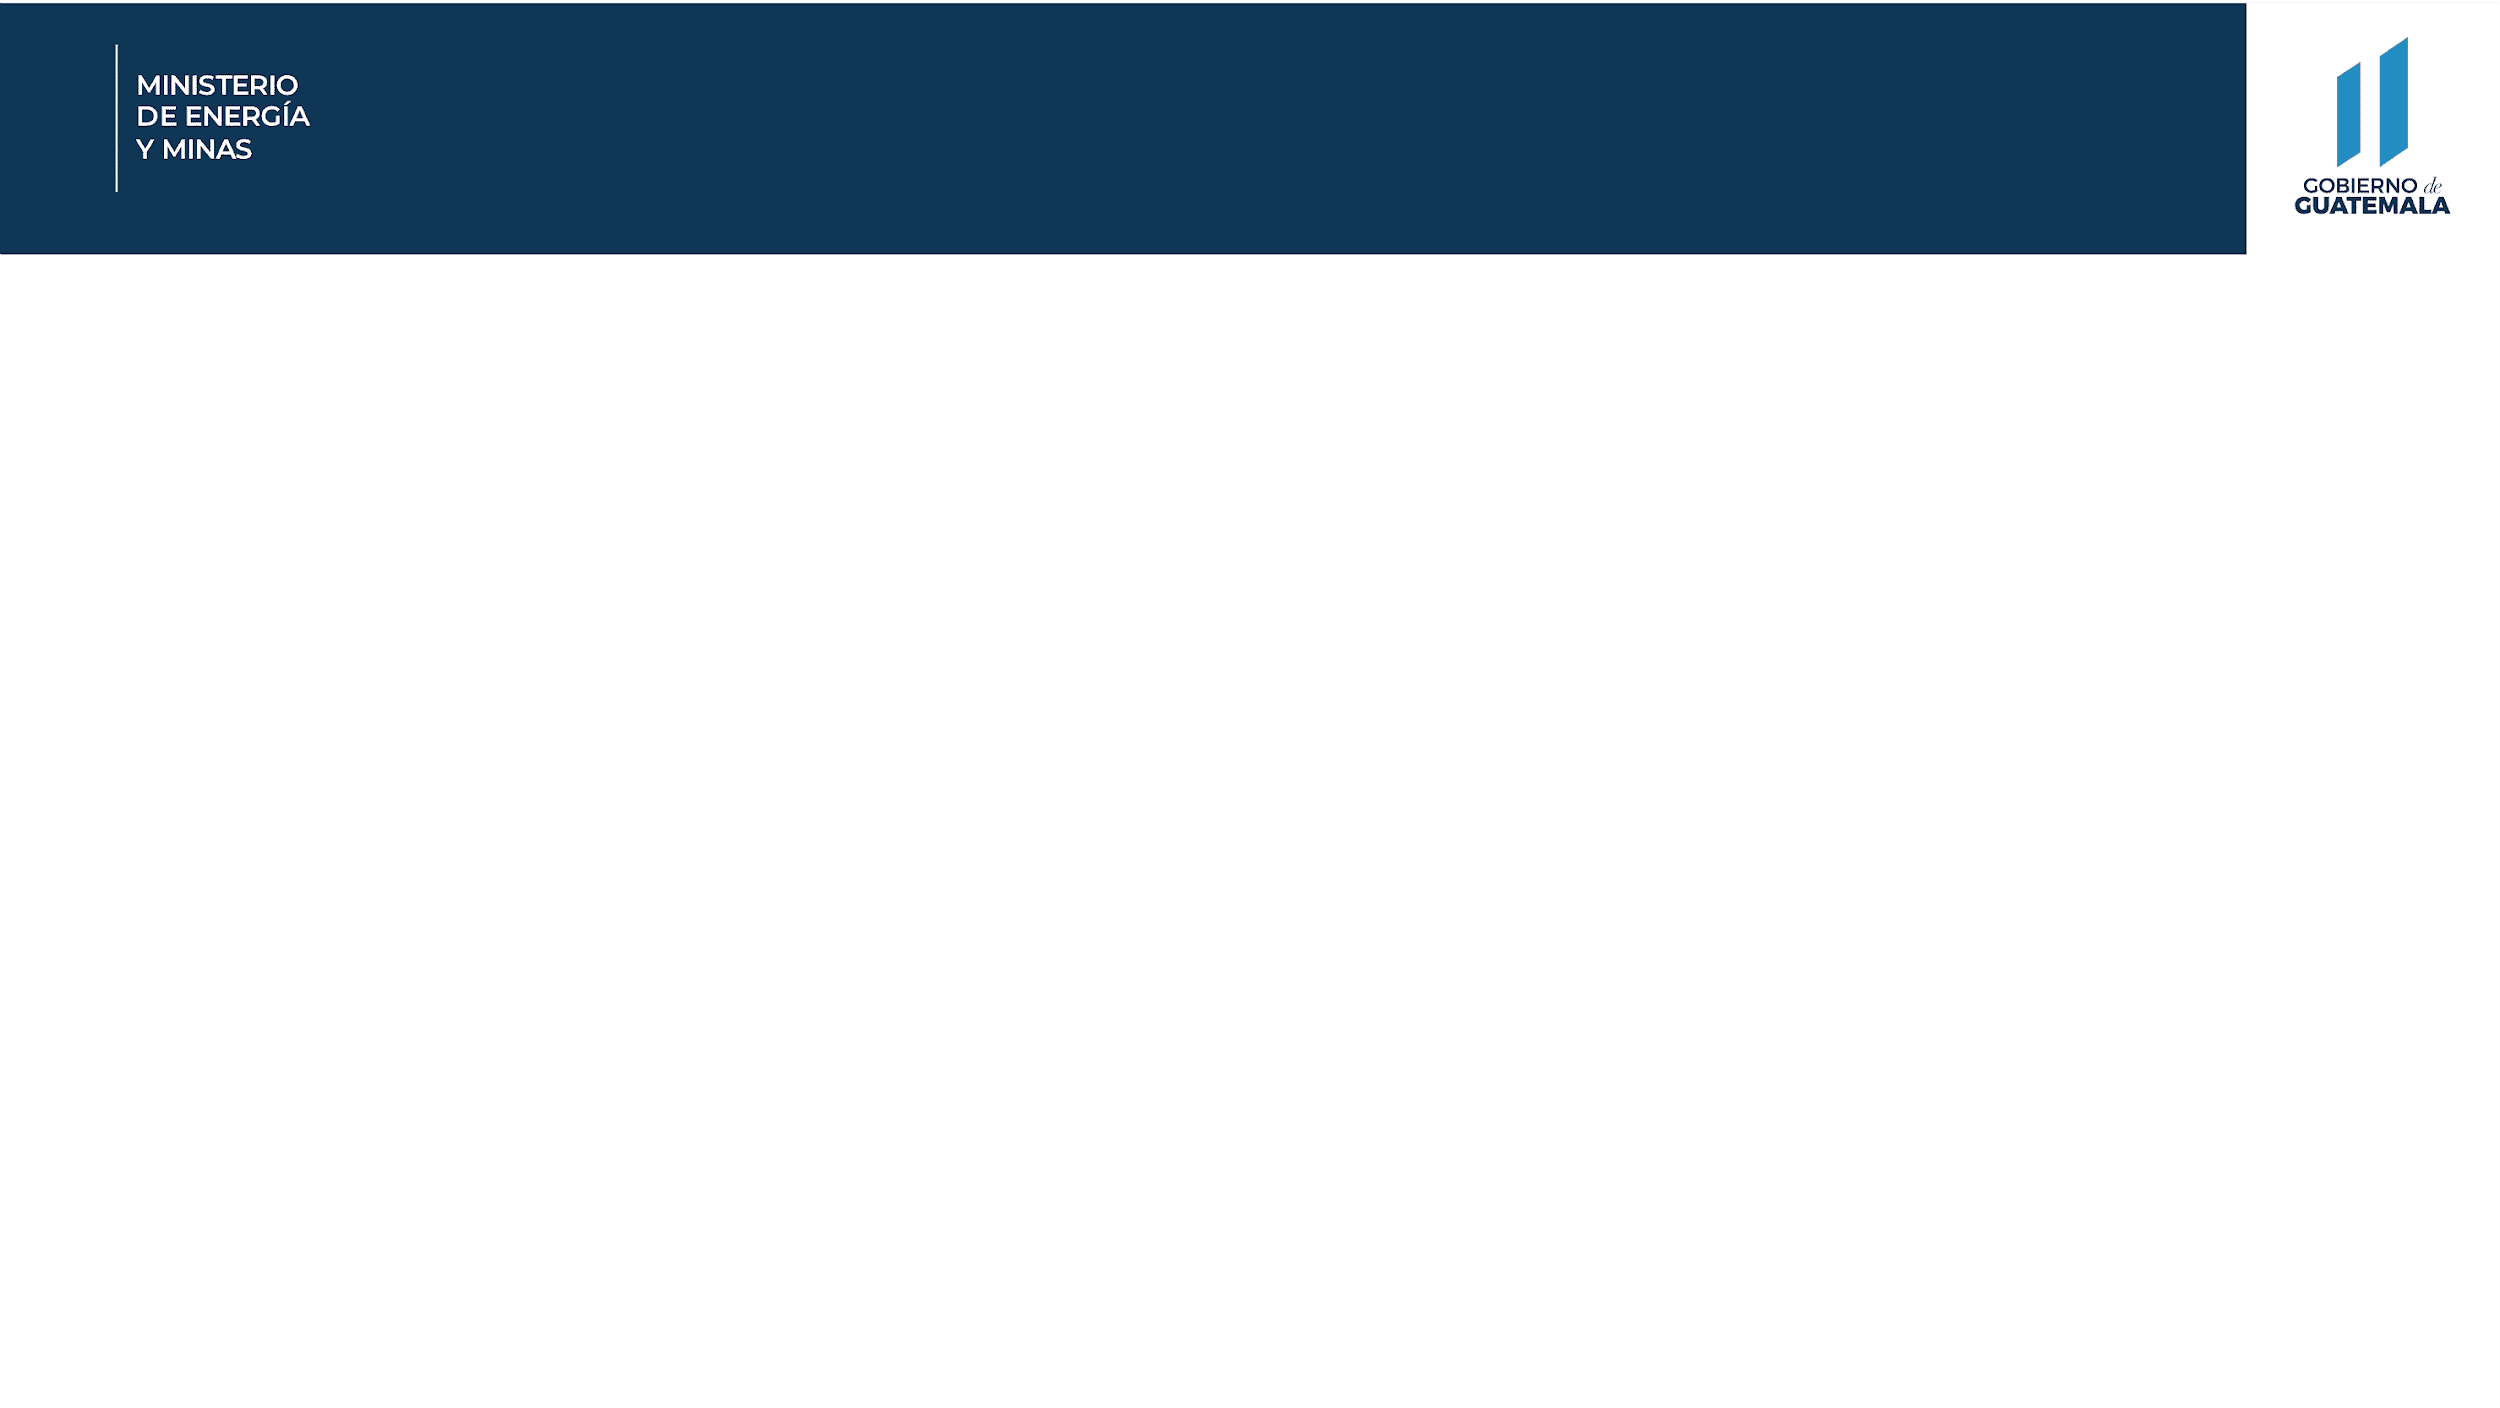 MINISTERIO
DE ENERGÍA
Y MINAS
GOBIERNO de
GUATEMALA